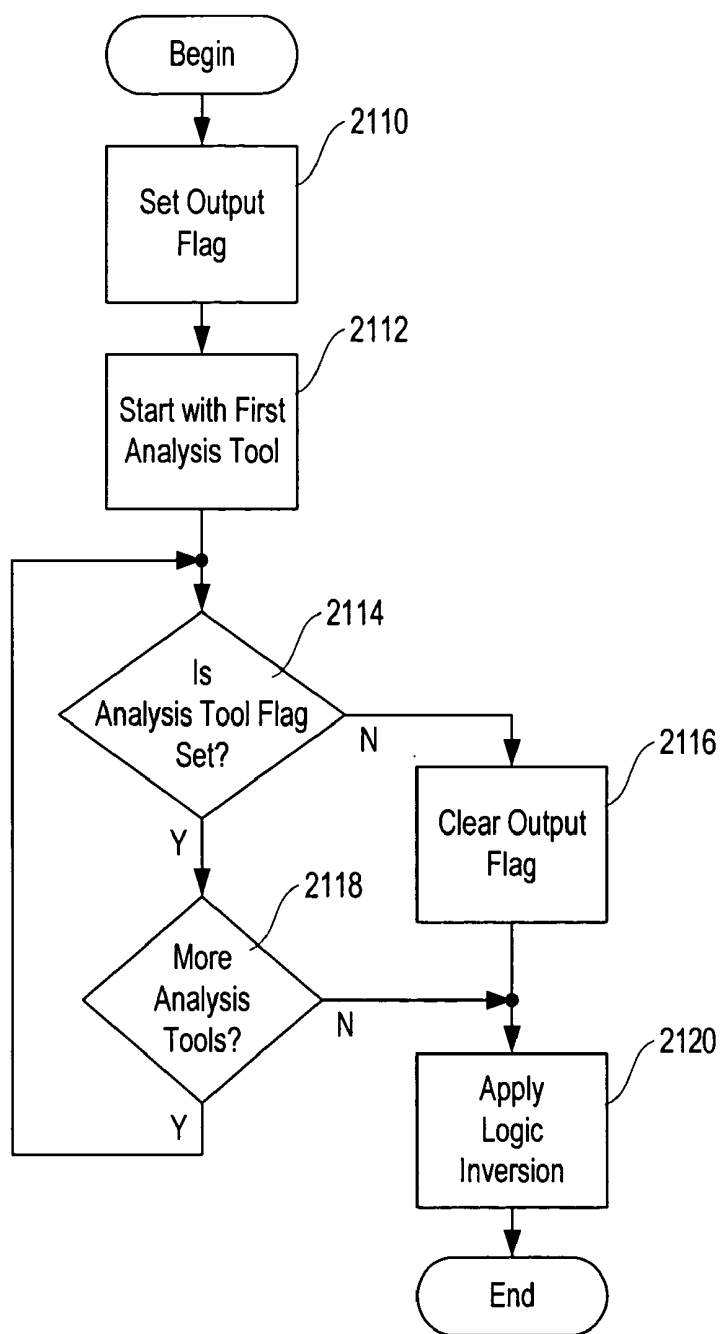 Begin
2110
Set Output
Flag
2112
Start with First
Analysis Tool
2114
Is
Analysis Tool Flag
Set?
N
Y
2116
Clear Output
Flag
2118
More
Analysis
Tools?
N
Y
2120
Apply
Logic
Inversion
End